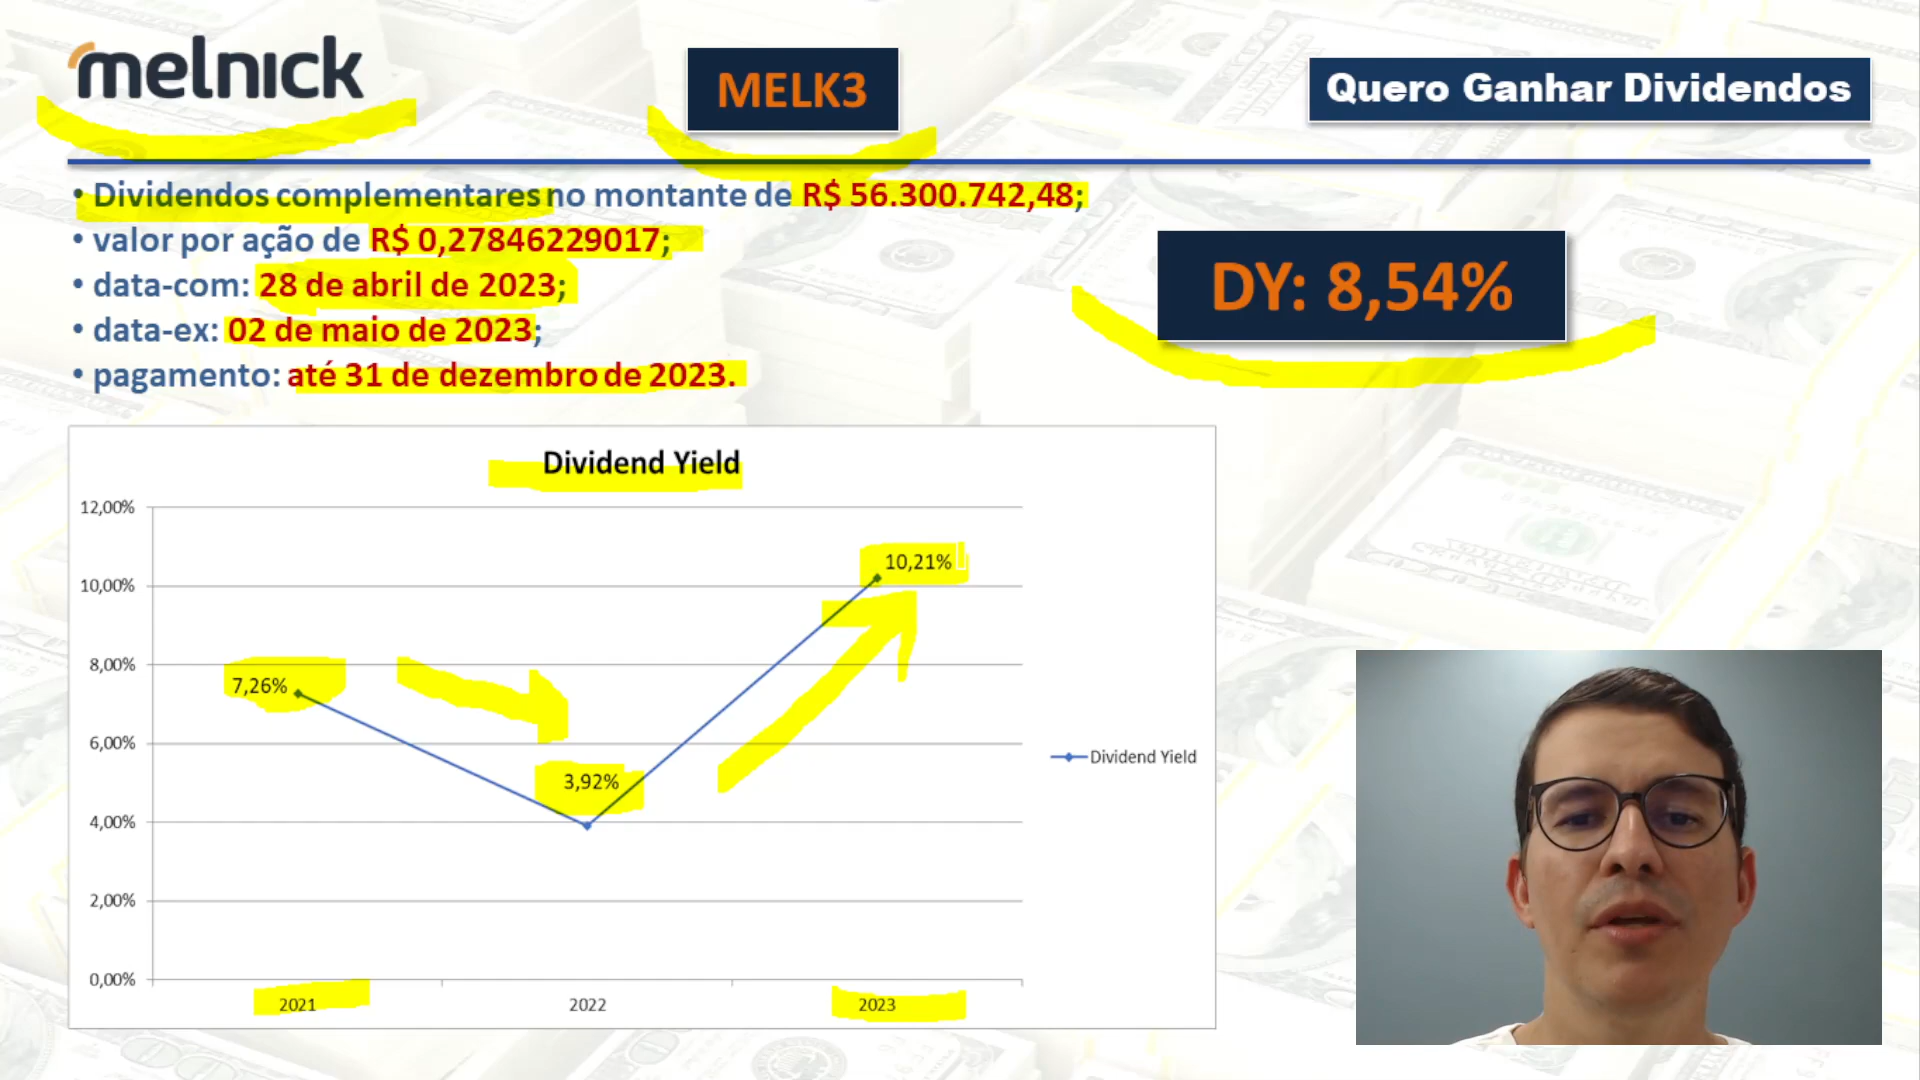 melnick
MELK3
Quero Ganhar Dividendos
• Dividendos complementares no montante de R$ 56.300.742,48;
• valor por ação de R$ 0,27846229017;
• data-com: 28 de abril de 2023;
• data-ex: 02 de maio de 2023;
• pagamento: até 31 de dezembro de 2023.
DY: 8,54%
Dividend Yield
12,00%
10,00%
8,00%
6,00%
4,00%
2,00%
0,00%
7,26%
3,92%
10,21%
2021
2022
2023
Dividend Yield